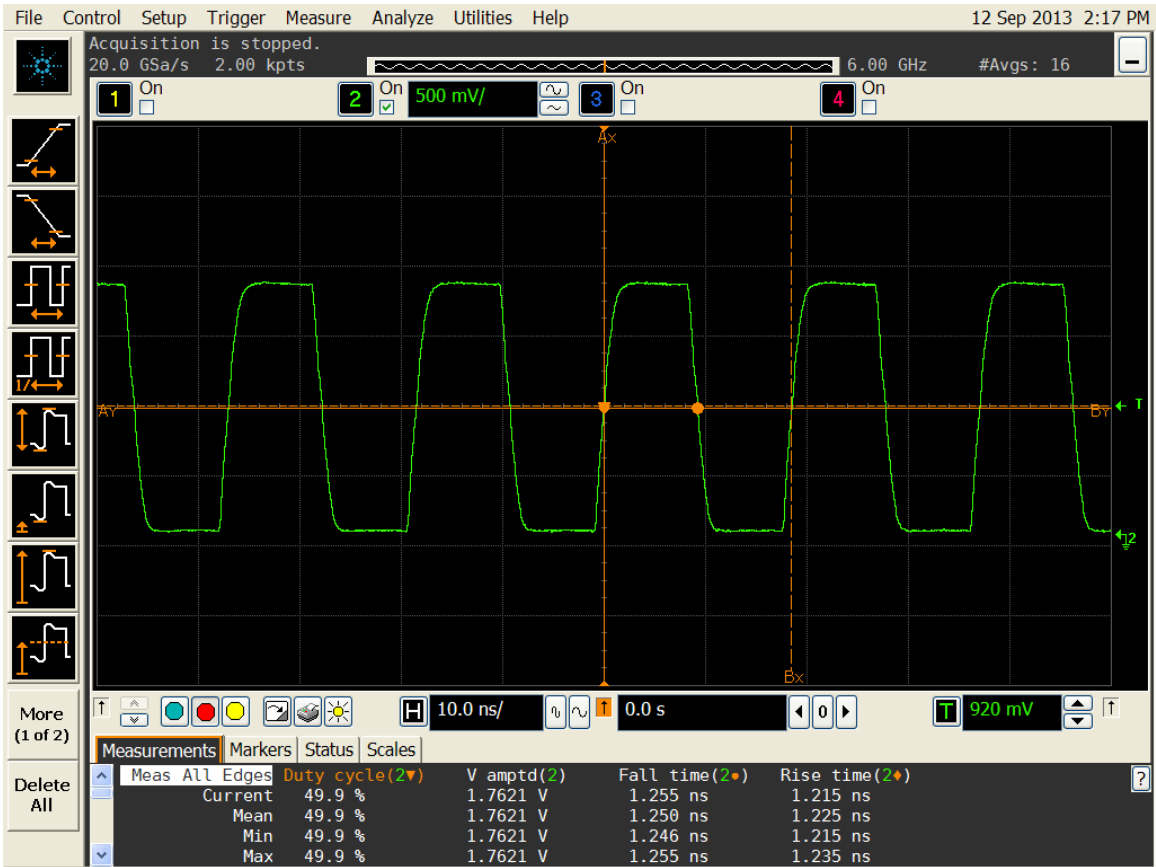 File Control Setup Trigger Measure Analyze Utilities Help 12 Sep 2013 2:17 PM
Acquisition is stopped.
20.0 GSa/s 2.00 kpts 6.00 GHz #Avgs: 16
1 On 2 On 500 mV/ 3 On 4 On
Ax
1/
AY BY T
2
Bx
More
(1 of 2)
Delete
All
H 10.0 ns/ 0.0 s 0 T 920 mV
Measurements Markers Status Scales
Meas All Edges Duty cycle(2▼) V amptd(2) Fall time(2●) Rise time(2♦) ?
Current 49.9 % 1.7621 V 1.255 ns 1.215 ns
Mean 49.9 % 1.7621 V 1.250 ns 1.225 ns
Min 49.9 % 1.7621 V 1.246 ns 1.215 ns
Max 49.9 % 1.7621 V 1.255 ns 1.235 ns